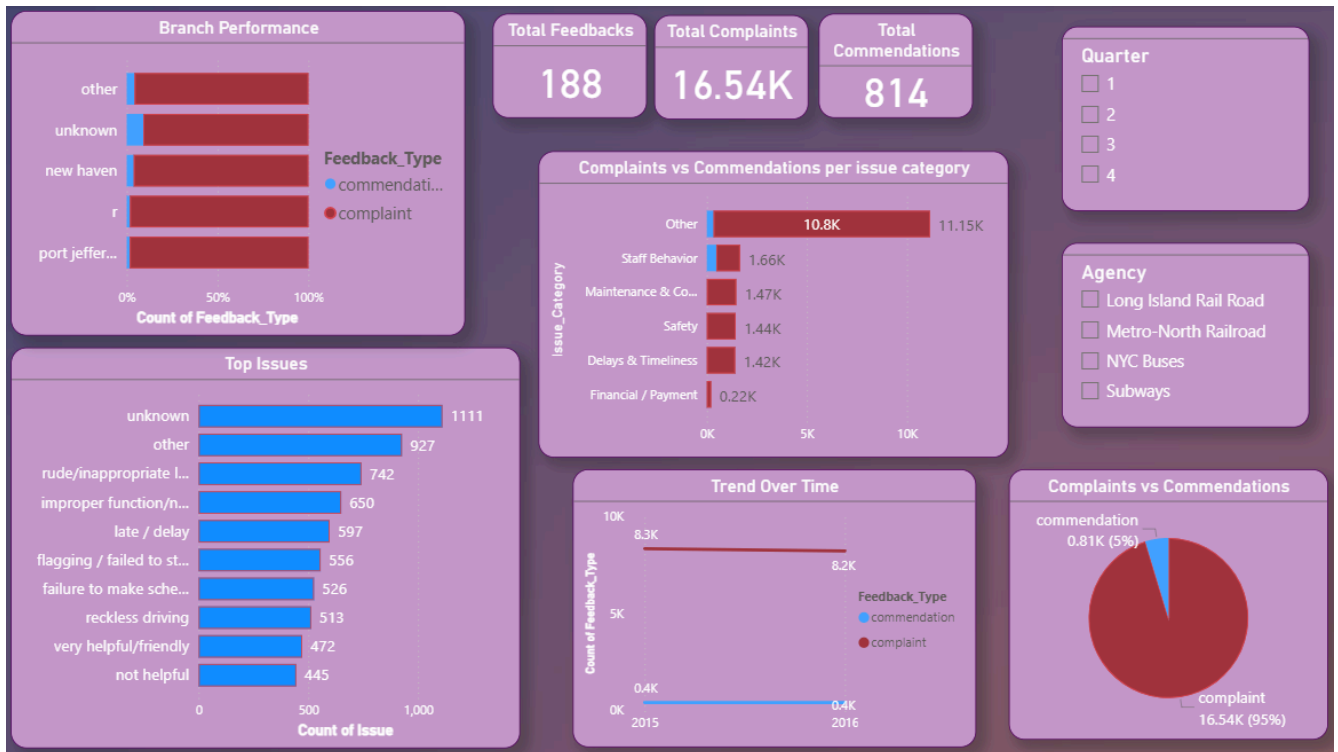 Branch Performance
other
unknown
new haven
r
port jeffer...
0%
50%
100%
Count of Feedback_Type
Feedback_Type
commendati...
complaint
Total Feedbacks
188
Total Complaints
16.54K
Total
Commendations
814
Quarter
1
2
3
4
Complaints vs Commendations per issue category
Issue_Category
Other
10.8K
11.15K
Staff Behavior
1.66K
Maintenance & Co...
1.47K
Safety
1.44K
Delays & Timeliness
1.42K
Financial / Payment
0.22K
0K
5K
10K
Agency
Long Island Rail Road
Metro-North Railroad
NYC Buses
Subways
Top Issues
unknown
1111
other
927
rude/inappropriate l...
742
improper function/n...
650
late / delay
597
flagging / failed to st...
556
failure to make sche...
526
reckless driving
513
very helpful/friendly
472
not helpful
445
0
500
1,000
Count of Issue
Trend Over Time
Count of Feedback_Type
10K
5K
0K
8.3K
8.2K
0.4K
0.4K
2015
2016
Feedback_Type
commendation
complaint
Complaints vs Commendations
commendation
0.81K (5%)
complaint
16.54K (95%)